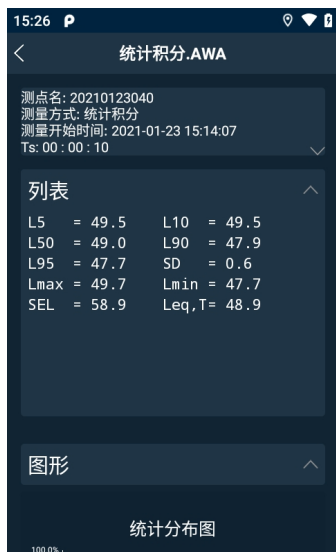 15:26
统计积分.AWA
测点名: 20210123040
测量方式: 统计积分
测量开始时间: 2021-01-23 15:14:07
Ts: 00 : 00 : 10
列表
L5 = 49.5 L10 = 49.5
L50 = 49.0 L90 = 47.9
L95 = 47.7 SD = 0.6
Lmax = 49.7 Lmin = 47.7
SEL = 58.9 Leq,T= 48.9
图形
统计分布图
100.0%